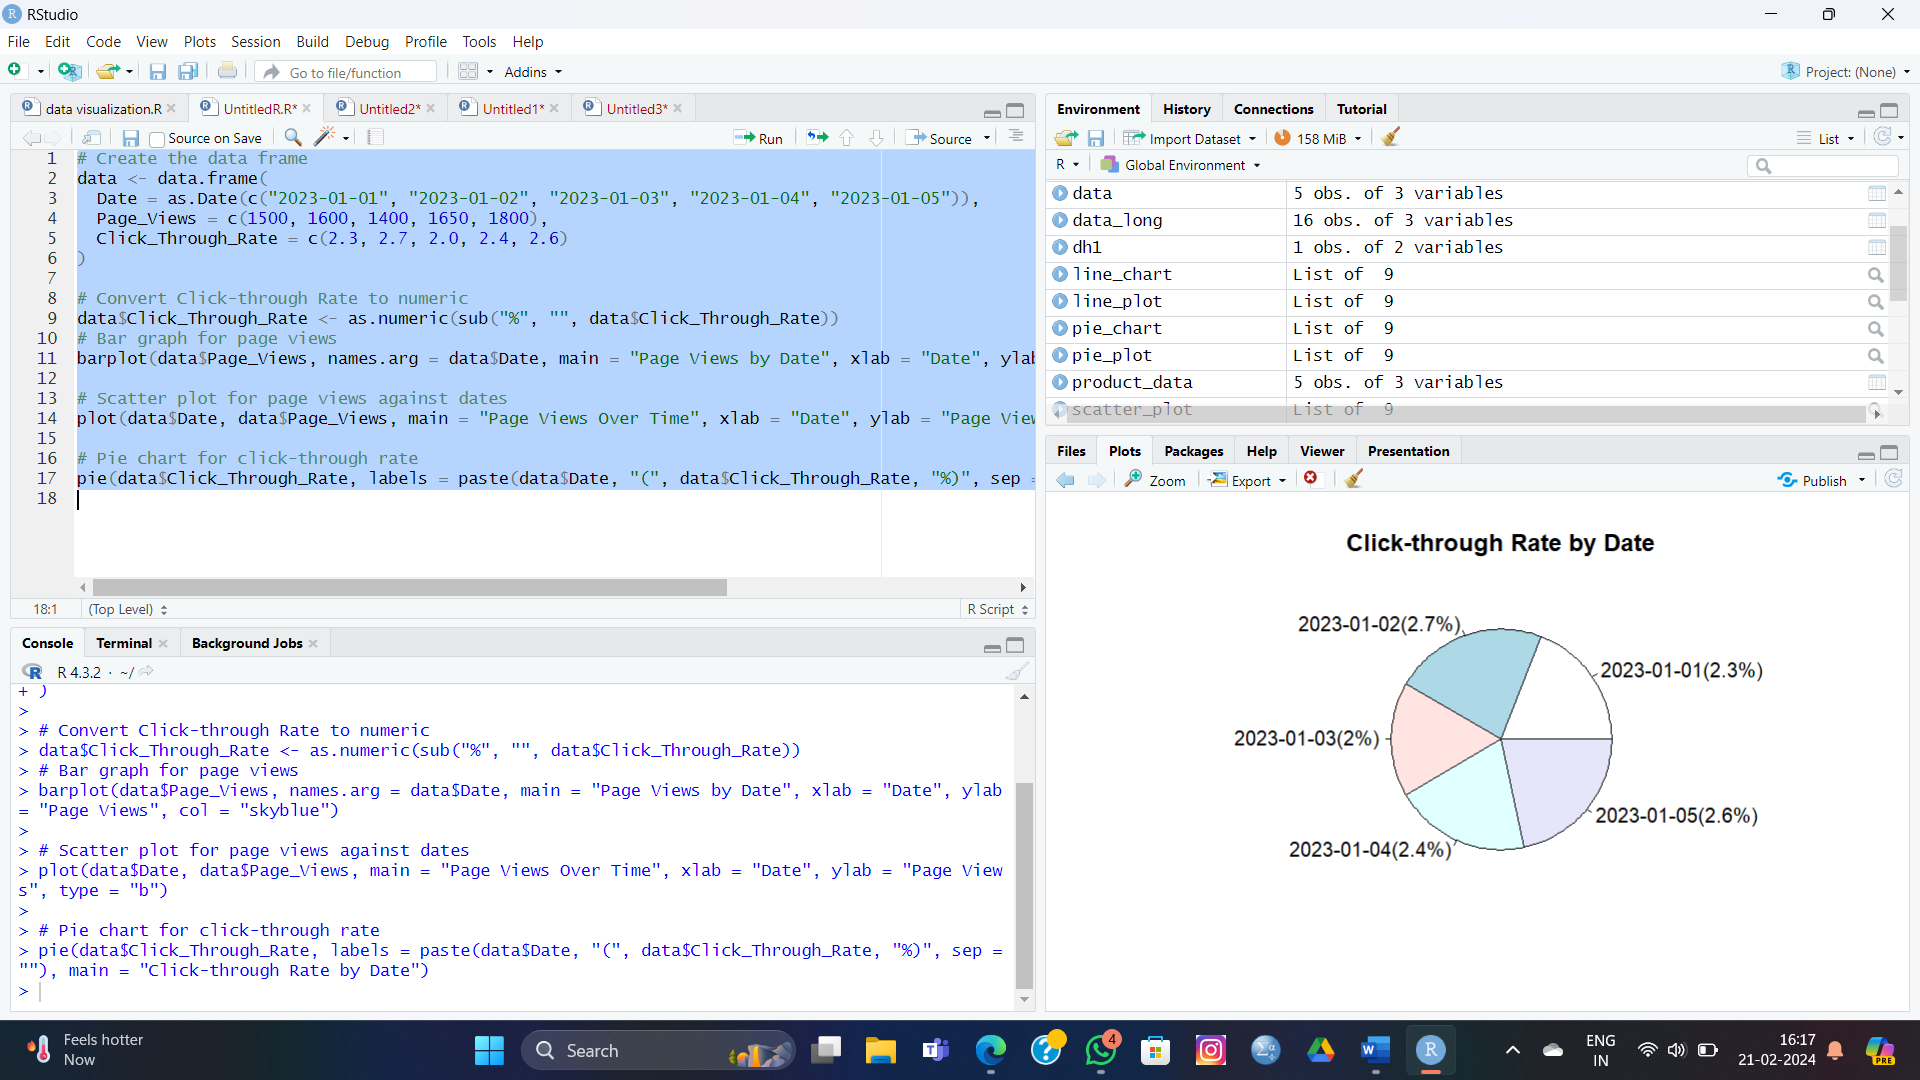 RStudio
File Edit Code View Plots Session Build Debug Profile Tools Help
Go to file/function Addins Project: (None)
data visualization.R UntitledR.R* Untitled2* Untitled1* Untitled3*
Source on Save Run Source
1 # Create the data frame
2 data <- data.frame(
3 Date = as.Date(c("2023-01-01", "2023-01-02", "2023-01-03", "2023-01-04", "2023-01-05")),
4 Page_Views = c(1500, 1600, 1400, 1650, 1800),
5 Click_Through_Rate = c(2.3, 2.7, 2.0, 2.4, 2.6)
6 )
7
8 # Convert Click-through Rate to numeric
9 data$Click_Through_Rate <- as.numeric(sub("%", "", data$Click_Through_Rate))
10 # Bar graph for page views
11 barplot(data$Page_Views, names.arg = data$Date, main = "Page Views by Date", xlab = "Date", ylab
12
13 # Scatter plot for page views against dates
14 plot(data$Date, data$Page_Views, main = "Page Views Over Time", xlab = "Date", ylab = "Page View
15
16 # Pie chart for click-through rate
17 pie(data$Click_Through_Rate, labels = paste(data$Date, "(", data$Click_Through_Rate, "%)", sep =
18
18:1 (Top Level) R Script
Console Terminal Background Jobs
R 4.3.2 · ~/
+ )
>
> # Convert Click-through Rate to numeric
> data$Click_Through_Rate <- as.numeric(sub("%", "", data$Click_Through_Rate))
> # Bar graph for page views
> barplot(data$Page_Views, names.arg = data$Date, main = "Page Views by Date", xlab = "Date", ylab
= "Page Views", col = "skyblue")
>
> # Scatter plot for page views against dates
> plot(data$Date, data$Page_Views, main = "Page Views Over Time", xlab = "Date", ylab = "Page View
s", type = "b")
>
> # Pie chart for click-through rate
> pie(data$Click_Through_Rate, labels = paste(data$Date, "(", data$Click_Through_Rate, "%)", sep =
""), main = "Click-through Rate by Date")
>
Environment History Connections Tutorial
Import Dataset 158 MiB List
R Global Environment
data 5 obs. of 3 variables
data_long 16 obs. of 3 variables
dh1 1 obs. of 2 variables
line_chart List of 9
line_plot List of 9
pie_chart List of 9
pie_plot List of 9
product_data 5 obs. of 3 variables
scatter_plot List of 9
Files Plots Packages Help Viewer Presentation
Zoom Export Publish
Click-through Rate by Date
2023-01-02(2.7%)
2023-01-01(2.3%)
2023-01-03(2%)
2023-01-05(2.6%)
2023-01-04(2.4%)
Feels hotter
Now
Search
4
ENG
IN
16:17
21-02-2024
PRE